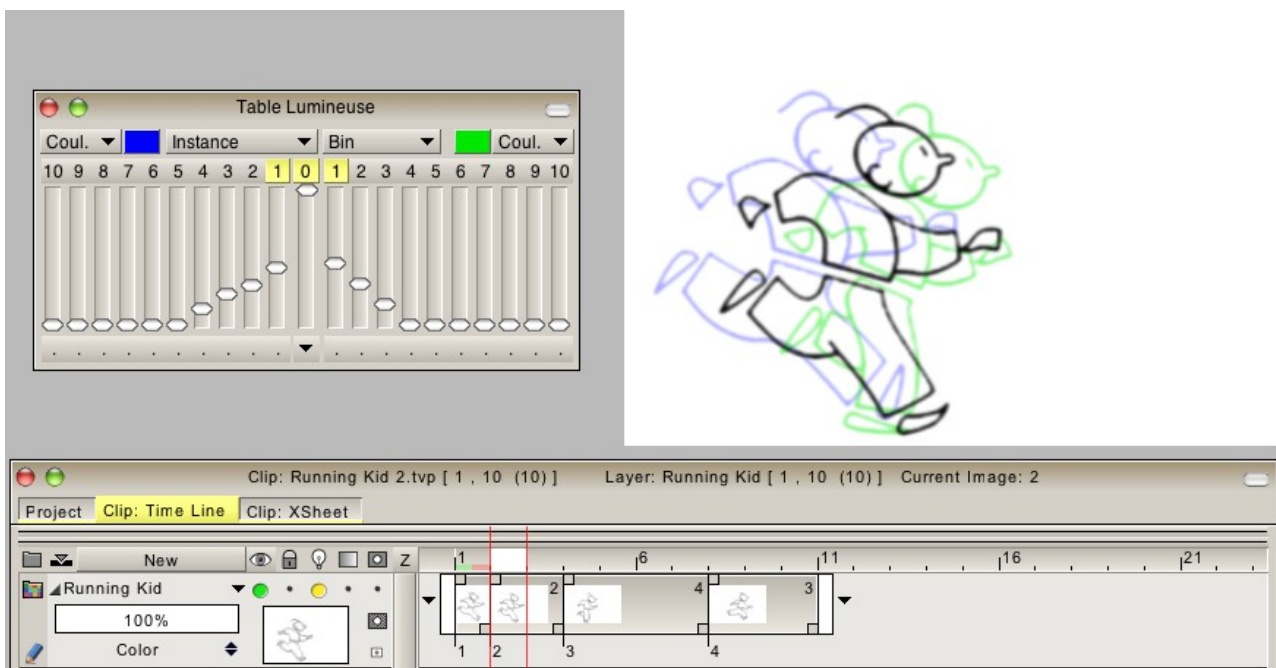 Table Lumineuse
Coul. Instance Bin Coul.
10 9 8 7 6 5 4 3 2 1 0 1 2 3 4 5 6 7 8 9 10
Clip: Running Kid 2.tvp [ 1 , 10 (10) ] Layer: Running Kid [ 1 , 10 (10) ] Current Image: 2
Project Clip: Time Line Clip: XSheet
New Z 1 6 11 16 21
Running Kid 2 4 3
100%
Color 1 2 3 4